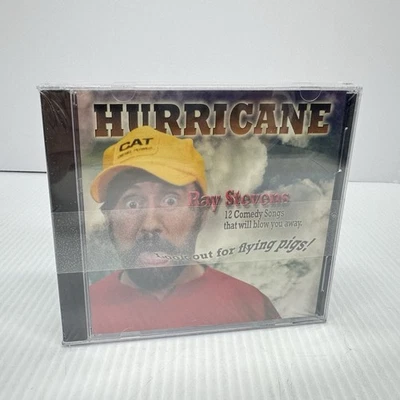 HURRICANE
CAT
Ray Stevens
12 Comedy Songs
that will blow you away.
out for flying pigs!